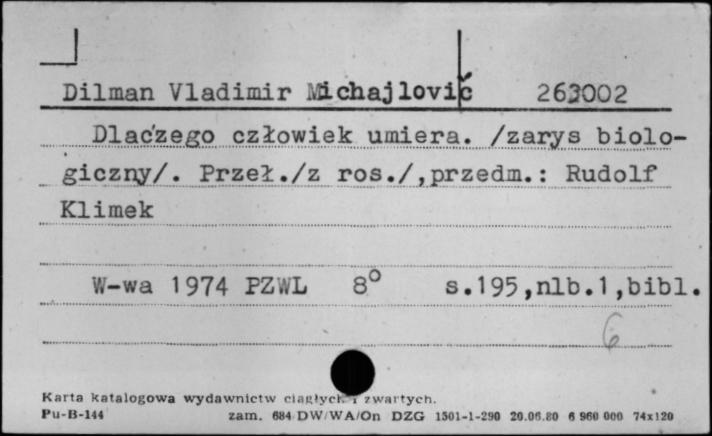 Dilman Vladimir Michajlovič 263002
Dlaczego człowiek umiera. /zarys biolo-
giczny/. Przeł./z ros./,przedm.: Rudolf
Klimek
W-wa 1974 PZWL 8° s.195,nlb.1,bibl.
6
Karta katalogowa wydawnictw ciągłych i zwartych.
Pu-B-144 zam. 684 DW/WA/On DZG 1501-1-290 20.06.80 6 960 000 74x120